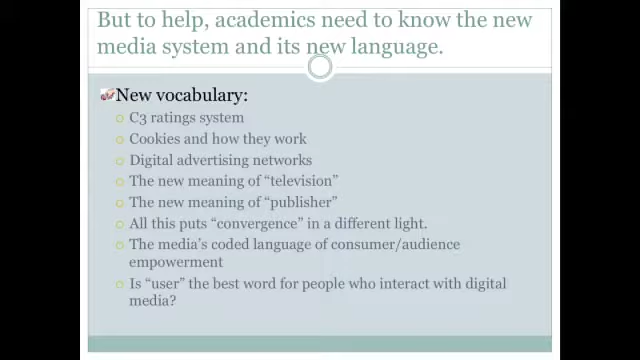 But to help, academics need to know the new
media system and its new language.
New vocabulary:
C3 ratings system
Cookies and how they work
Digital advertising networks
The new meaning of “television”
The new meaning of “publisher”
All this puts “convergence” in a different light.
The media’s coded language of consumer/audience
empowerment
Is “user” the best word for people who interact with digital
media?